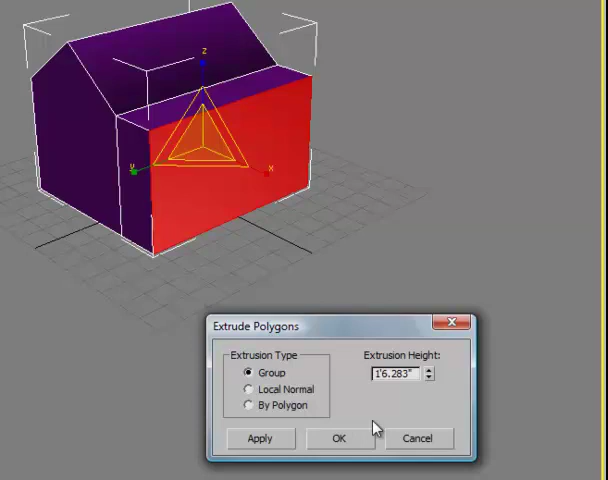 z
y
x
Extrude Polygons
Extrusion Type
Extrusion Height:
Group
1'6.283"
Local Normal
By Polygon
Apply
OK
Cancel